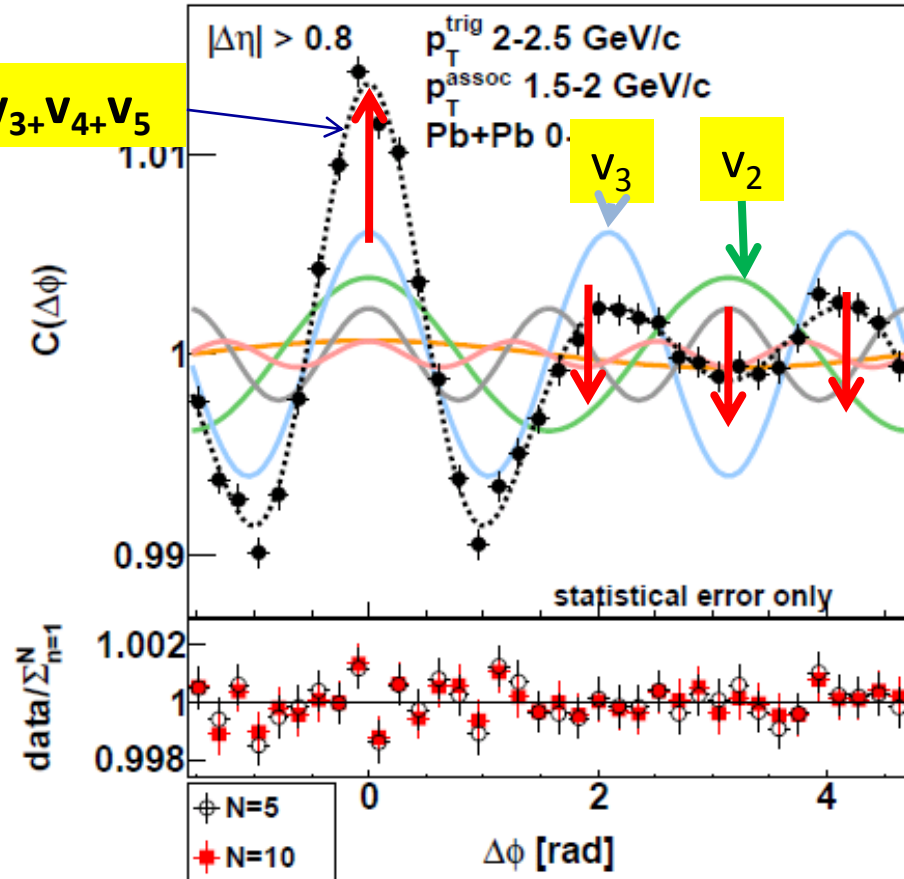 |Δη| > 0.8
p_T^trig 2-2.5 GeV/c
p_T^assoc 1.5-2 GeV/c
Pb+Pb 0-
v₃₊v₄₊v₅
v₃
v₂
1.01
1
0.99
C(Δϕ)
statistical error only
1.002
1
0.998
data/Σ^N_n=1
0 2 4
Δϕ [rad]
N=5
N=10